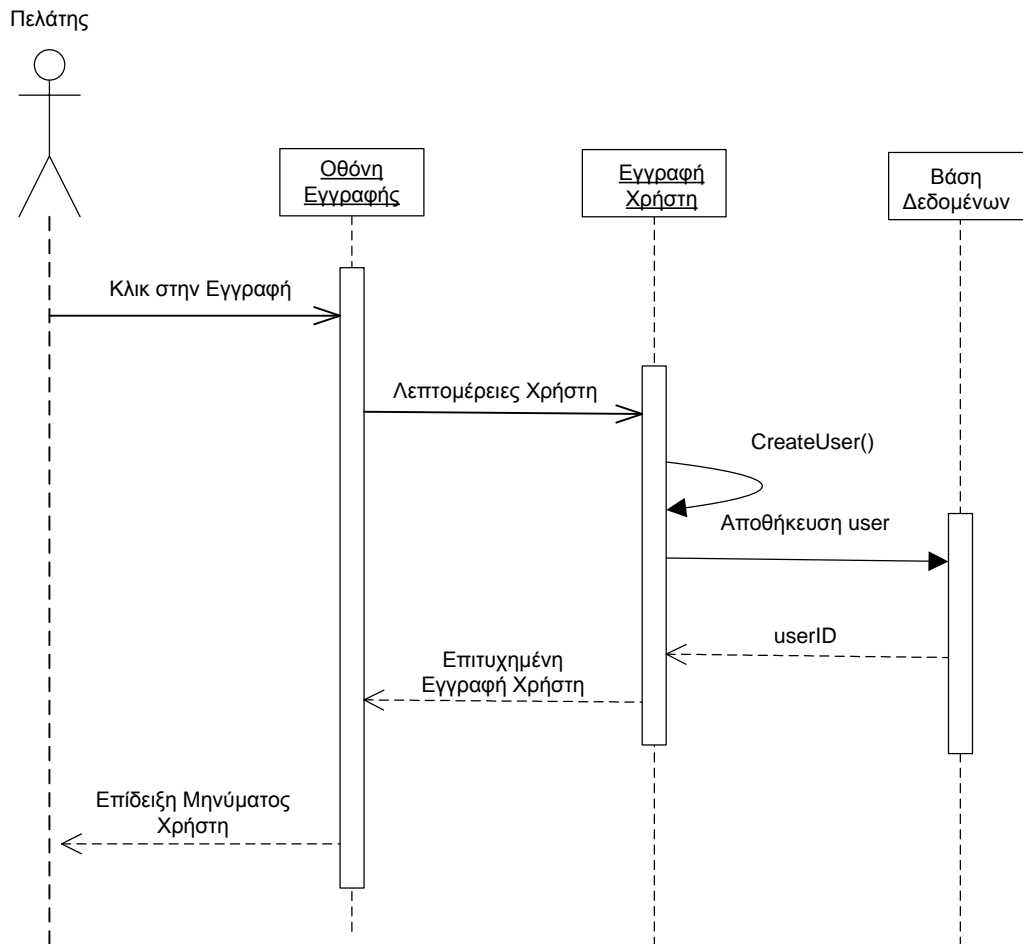 Πελάτης
Οθόνη
Εγγραφής
Εγγραφή
Χρήστη
Βάση
Δεδομένων
Κλικ στην Εγγραφή
Λεπτομέρειες Χρήστη
CreateUser()
Αποθήκευση user
userID
Επιτυχημένη
Εγγραφή Χρήστη
Επίδειξη Μηνύματος
Χρήστη